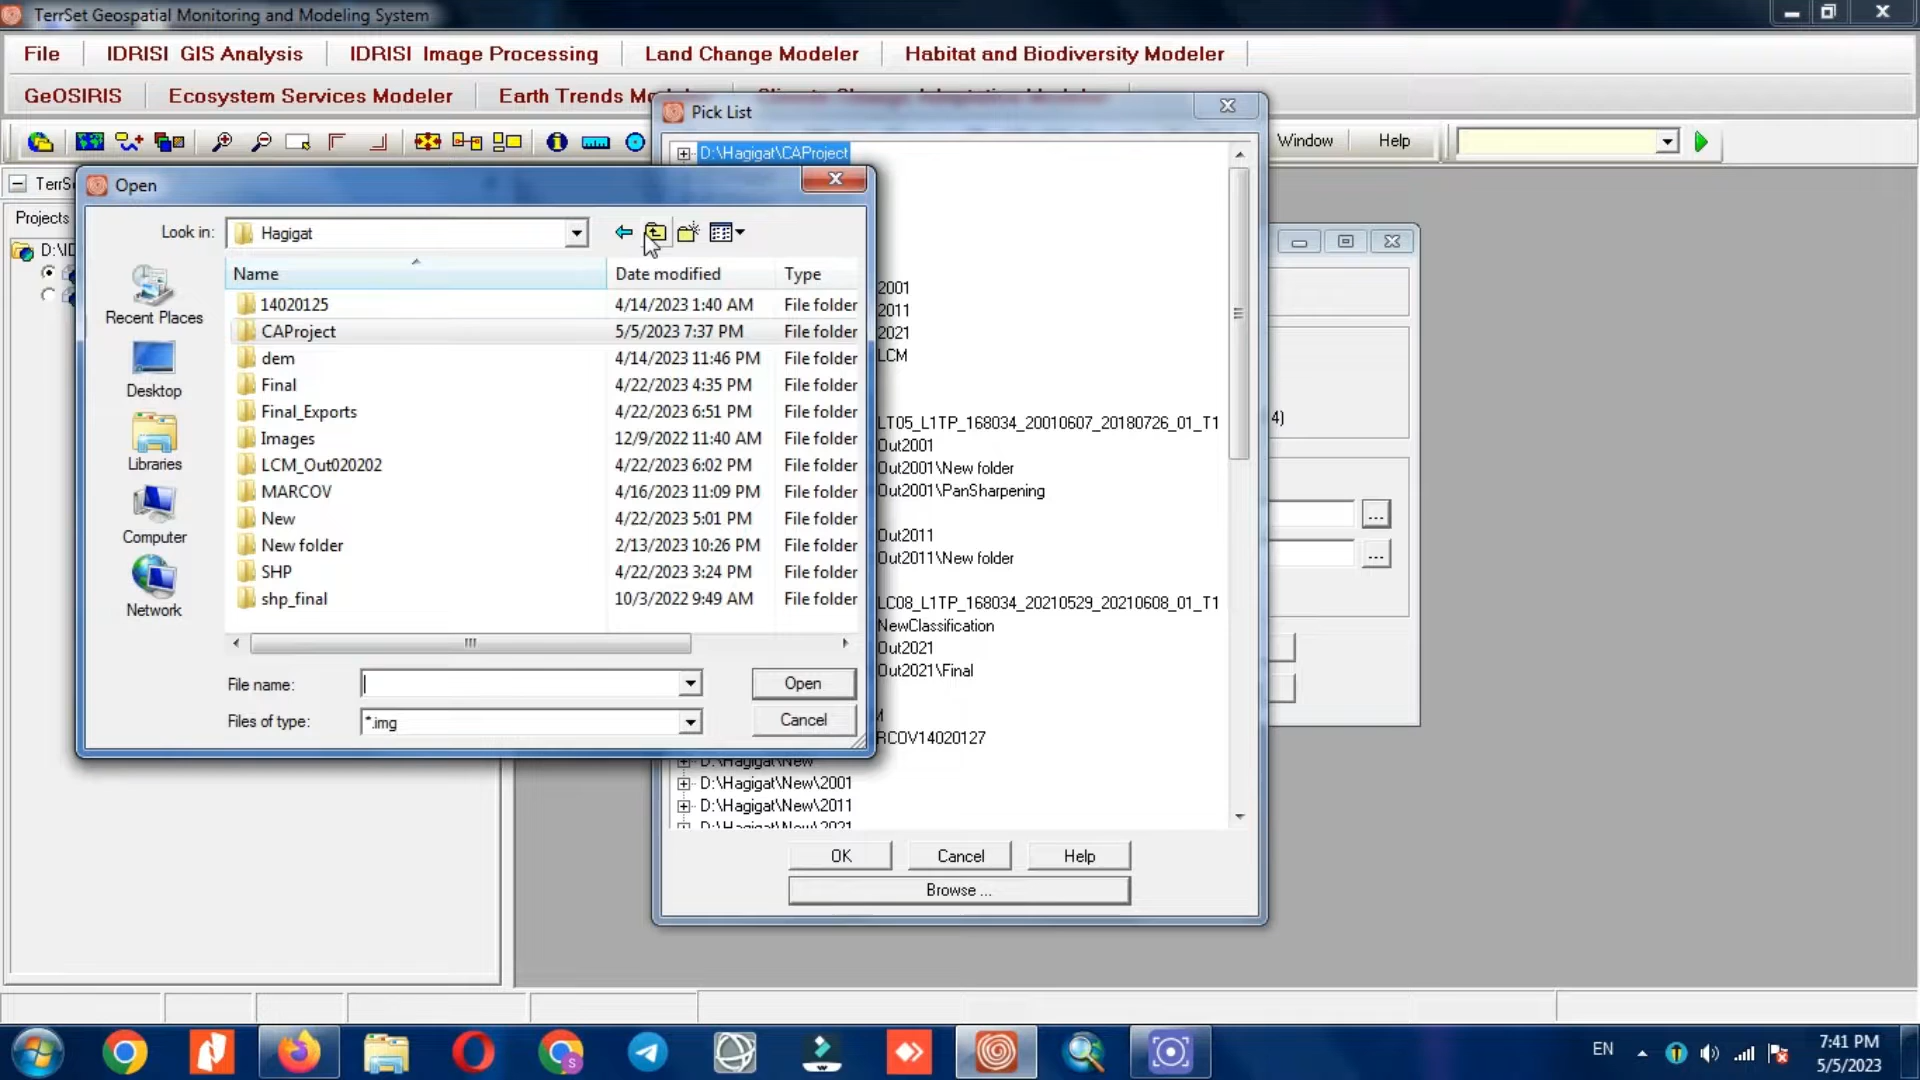 TerrSet Geospatial Monitoring and Modeling System
File
IDRISI GIS Analysis
IDRISI Image Processing
Land Change Modeler
Habitat and Biodiversity Modeler
GeOSIRIS
Ecosystem Services Modeler
Earth Trends Mo
Pick List
Window
Help
D:\Hagigat\CAProject
TerrS
Projects
D:\ID
Open
Look in:
Hagigat
Name
Date modified
Type
14020125
4/14/2023 1:40 AM
File folder
CAProject
5/5/2023 7:37 PM
File folder
dem
4/14/2023 11:46 PM
File folder
Final
4/22/2023 4:35 PM
File folder
Final_Exports
4/22/2023 6:51 PM
File folder
Images
12/9/2022 11:40 AM
File folder
LCM_Out020202
4/22/2023 6:02 PM
File folder
MARCOV
4/16/2023 11:09 PM
File folder
New
4/22/2023 5:01 PM
File folder
New folder
2/13/2023 10:26 PM
File folder
SHP
4/22/2023 3:24 PM
File folder
shp_final
10/3/2022 9:49 AM
File folder
Recent Places
Desktop
Libraries
Computer
Network
File name:
Open
Files of type:
*.img
Cancel
2001
2011
2021
LCM
LT05_L1TP_168034_20010607_20180726_01_T1
Out2001
Out2001\New folder
Out2001\PanSharpening
Out2011
Out2011\New folder
LC08_L1TP_168034_20210529_20210608_01_T1
NewClassification
Out2021
Out2021\Final
M
RCOV14020127
D:\Hagigat\New
D:\Hagigat\New\2001
D:\Hagigat\New\2011
D:\Hagigat\New\2021
4)
...
...
OK
Cancel
Help
Browse ...
EN
7:41 PM
5/5/2023